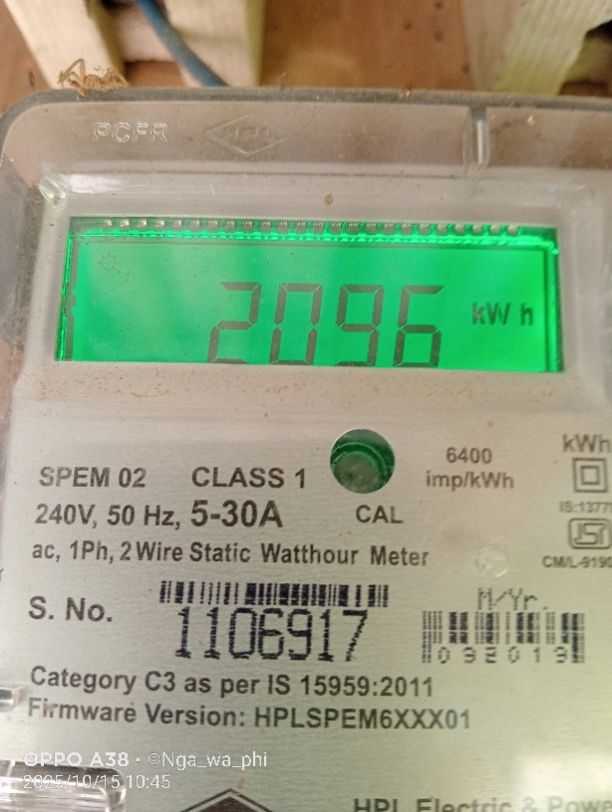 PCFR HPL
2096 kWh
SPEM 02 CLASS 1
6400
imp/kWh
kWh
240V, 50 Hz, 5-30A
CAL
ac, 1Ph, 2 Wire Static Watthour Meter
S. No.
1106917
M/Yr.
092019
Category C3 as per IS 15959:2011
Firmware Version: HPLSPEM6XXX01
OPPO A38 · ©Nga_wa_phi
2025/10/15 10:45
HPL Electric & Powe